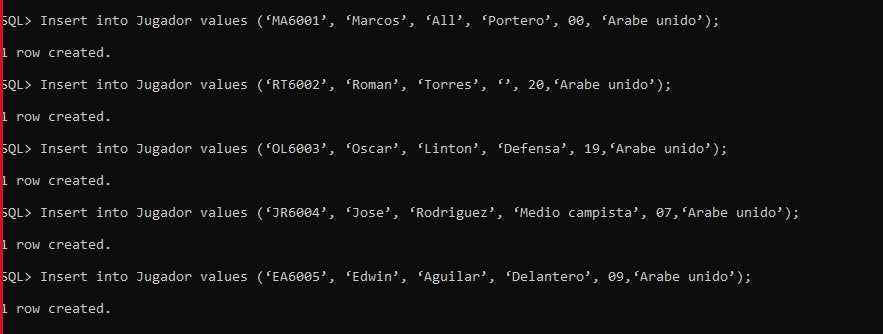 SQL> Insert into Jugador values (‘MA6001’, ‘Marcos’, ‘All’, ‘Portero’, 00, ‘Arabe unido’);
1 row created.
SQL> Insert into Jugador values (‘RT6002’, ‘Roman’, ‘Torres’, ‘’, 20,‘Arabe unido’);
1 row created.
SQL> Insert into Jugador values (‘OL6003’, ‘Oscar’, ‘Linton’, ‘Defensa’, 19,‘Arabe unido’);
1 row created.
SQL> Insert into Jugador values (‘JR6004’, ‘Jose’, ‘Rodriguez’, ‘Medio campista’, 07,‘Arabe unido’);
1 row created.
SQL> Insert into Jugador values (‘EA6005’, ‘Edwin’, ‘Aguilar’, ‘Delantero’, 09,‘Arabe unido’);
1 row created.